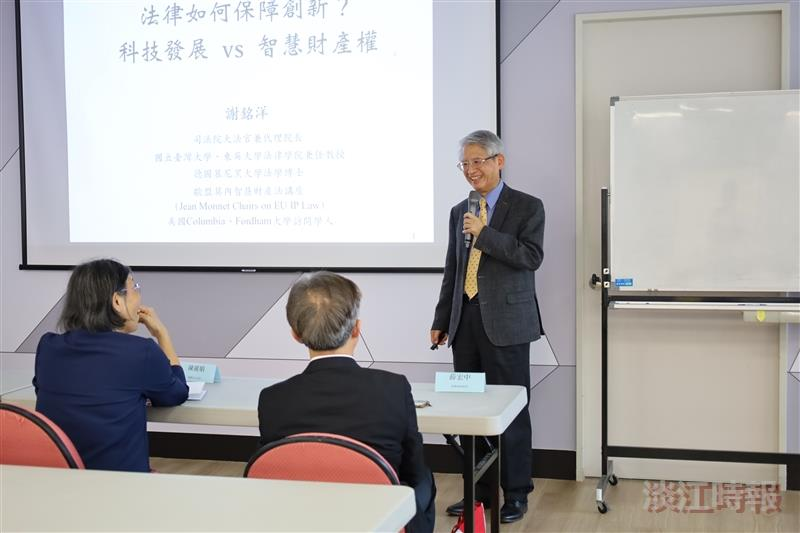 法律如何保障創新？
科技發展 vs 智慧財產權
謝銘洋
司法院大法官兼代理院長
國立臺灣大學、東吳大學法律學院兼任教授
德國慕尼黑大學法學博士
歐盟莫內智慧財產法講座
(Jean Monnet Chairs on EU IP Law)
美國Columbia、Fordham大學訪問學人
1
薛宏中
淡江時報